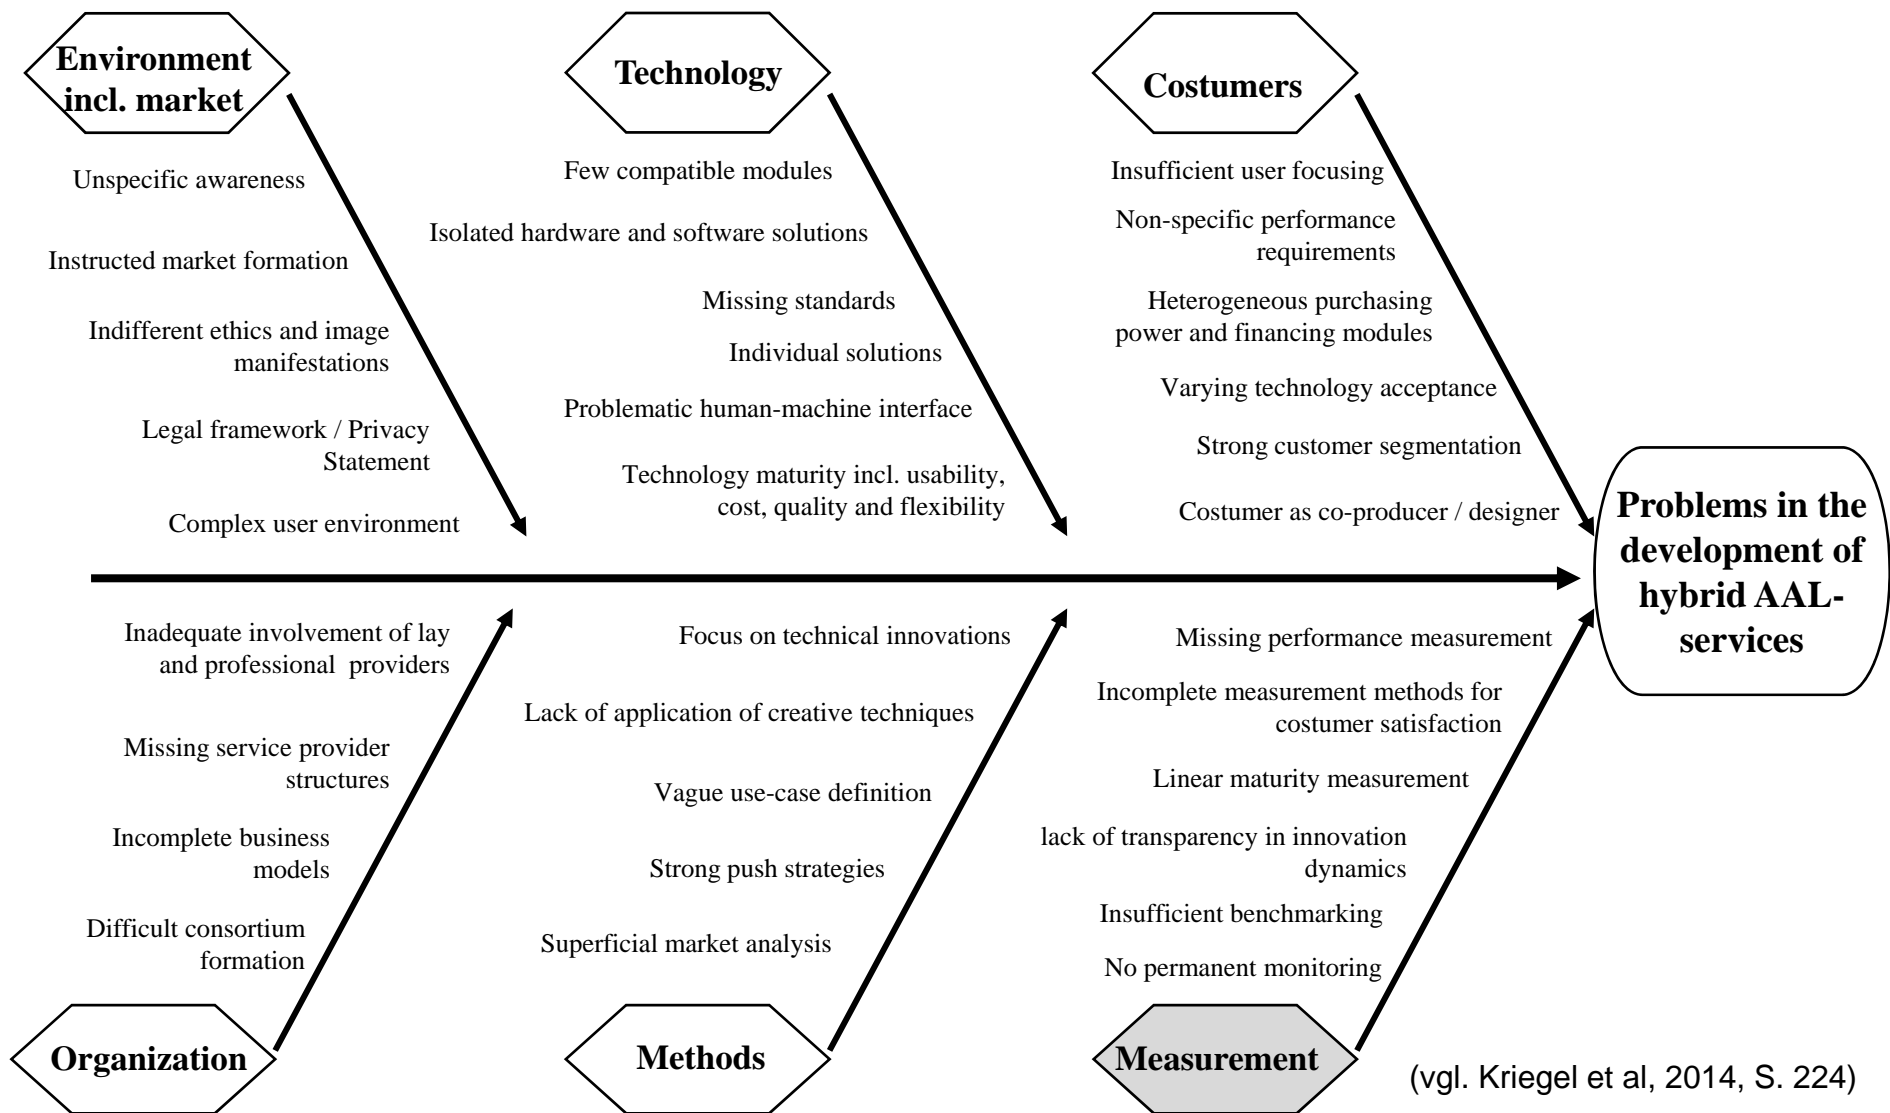 Environment
incl. market
Unspecific awareness
Instructed market formation
Indifferent ethics and image
manifestations
Legal framework / Privacy
Statement
Complex user environment
Technology
Few compatible modules
Isolated hardware and software solutions
Missing standards
Individual solutions
Problematic human-machine interface
Technology maturity incl. usability,
cost, quality and flexibility
Costumers
Insufficient user focusing
Non-specific performance
requirements
Heterogeneous purchasing
power and financing modules
Varying technology acceptance
Strong customer segmentation
Costumer as co-producer / designer
Problems in the
development of
hybrid AAL-
services
Inadequate involvement of lay
and professional providers
Missing service provider
structures
Incomplete business
models
Difficult consortium
formation
Organization
Focus on technical innovations
Lack of application of creative techniques
Vague use-case definition
Strong push strategies
Superficial market analysis
Methods
Missing performance measurement
Incomplete measurement methods for
costumer satisfaction
Linear maturity measurement
lack of transparency in innovation
dynamics
Insufficient benchmarking
No permanent monitoring
Measurement
(vgl. Kriegel et al, 2014, S. 224)